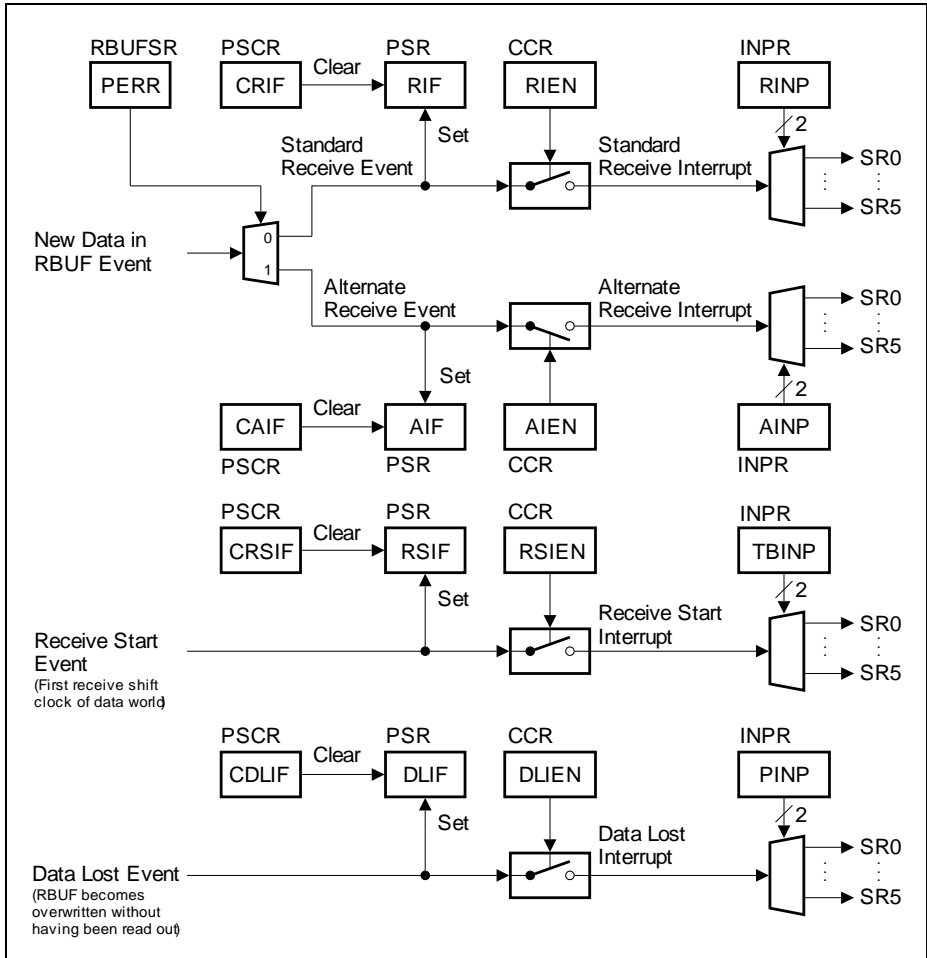 RBUFSR PSCR PSR CCR INPR
PERR CRIF Clear RIF RIEN RINP
2
Set
Standard
Receive Event
Standard
Receive Interrupt
SR0
SR5
New Data in
RBUF Event
0
1
Alternate
Receive Event
Alternate
Receive Interrupt
SR0
SR5
Set
2
CAIF Clear AIF AIEN AINP
PSCR PSR CCR INPR
PSCR PSR CCR INPR
CRSIF Clear RSIF RSIEN TBINP
2
Set
Receive Start
Interrupt
SR0
SR5
Receive Start
Event
(First receive shift
clock of data world)
PSCR PSR CCR INPR
CDLIF Clear DLIF DLIEN PINP
2
Set
Data Lost
Interrupt
SR0
SR5
Data Lost Event
(RBUF becomes
overwritten without
having been read out)